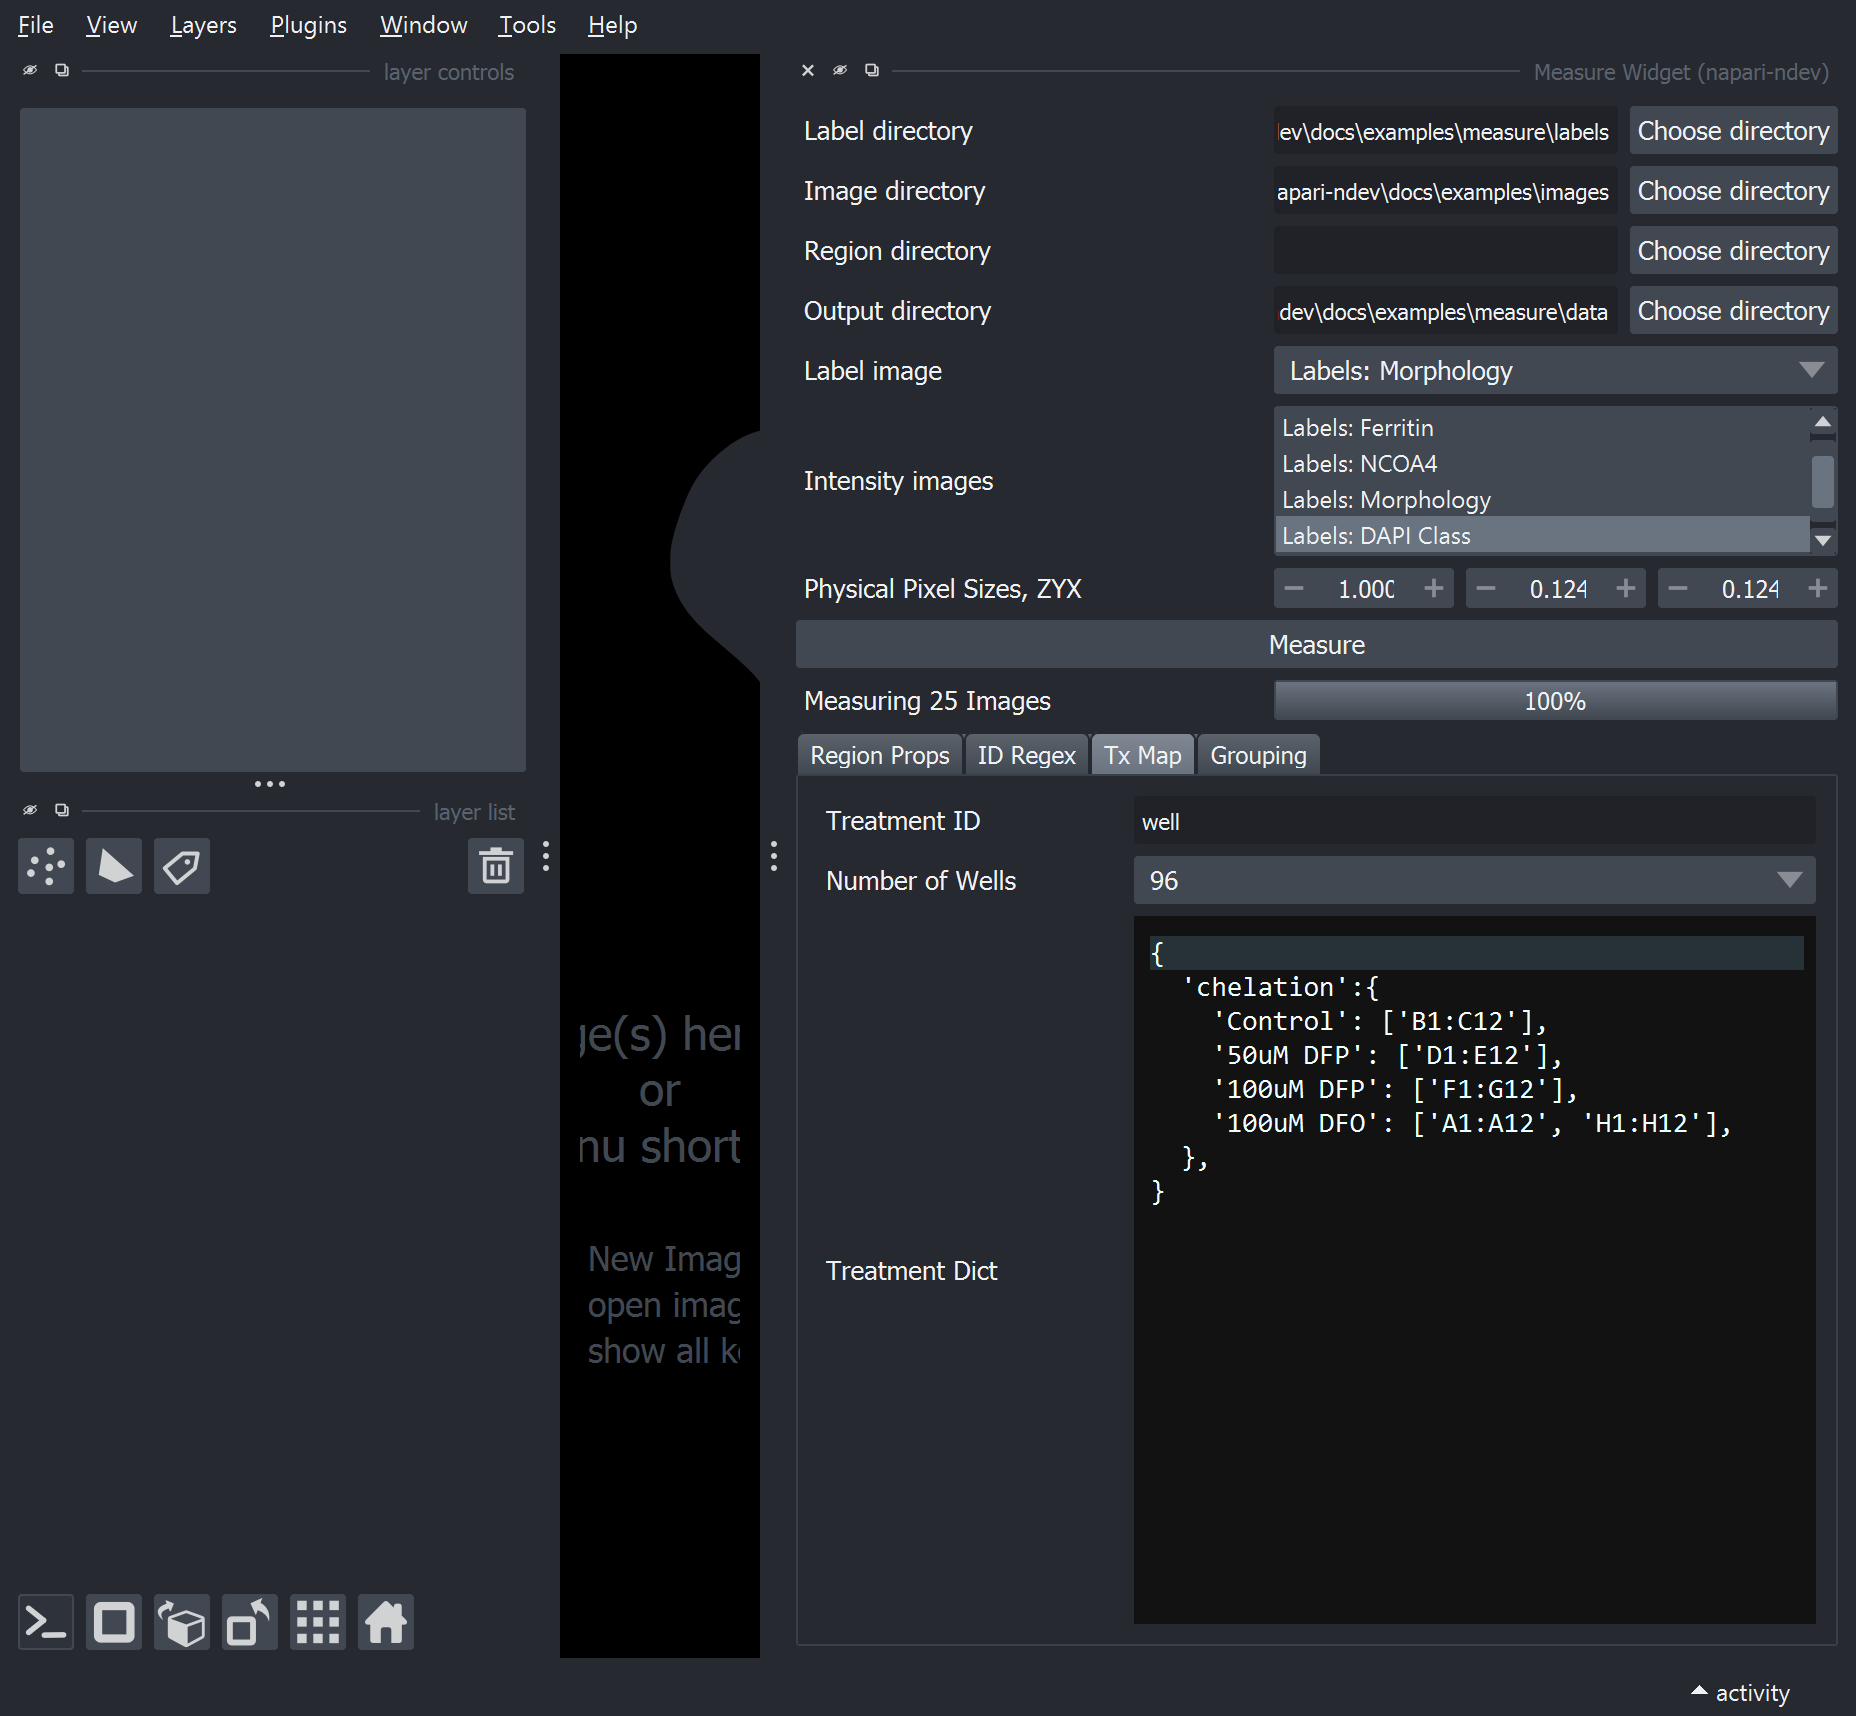 File View Layers Plugins Window Tools Help
layer controls
layer list
ge(s) her
or
nu short
New Imag
open imag
show all k
Measure Widget (napari-ndev)
Label directory ev\docs\examples\measure\labels Choose directory
Image directory apari-ndev\docs\examples\images Choose directory
Region directory Choose directory
Output directory dev\docs\examples\measure\data Choose directory
Label image Labels: Morphology
Intensity images
Labels: Ferritin
Labels: NCOA4
Labels: Morphology
Labels: DAPI Class
Physical Pixel Sizes, ZYX − 1.000 + − 0.124 + − 0.124 +
Measure
Measuring 25 Images 100%
Region Props ID Regex Tx Map Grouping
Treatment ID well
Number of Wells 96
Treatment Dict
{
'chelation':{
'Control': ['B1:C12'],
'50uM DFP': ['D1:E12'],
'100uM DFP': ['F1:G12'],
'100uM DFO': ['A1:A12', 'H1:H12'],
},
}
activity